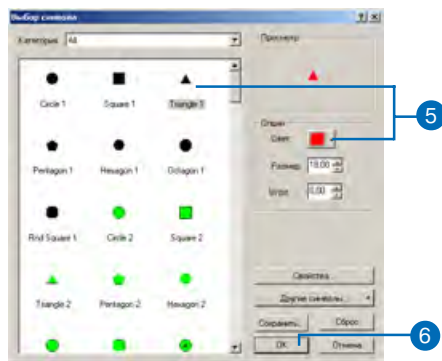 Выбор символа
Категория: All
Просмотр
Circle 1 Square 1 Triangle 1
Опции
Цвет:
5
Pentagon 1 Hexagon 1 Octagon 1
Размер: 18.00
Угол: 0.00
Rnd Square 1 Circle 2 Square 2
Triangle 2 Pentagon 2 Hexagon 2
Свойства...
Другие символы...
Сохранить... Сброс
OK Отмена
6